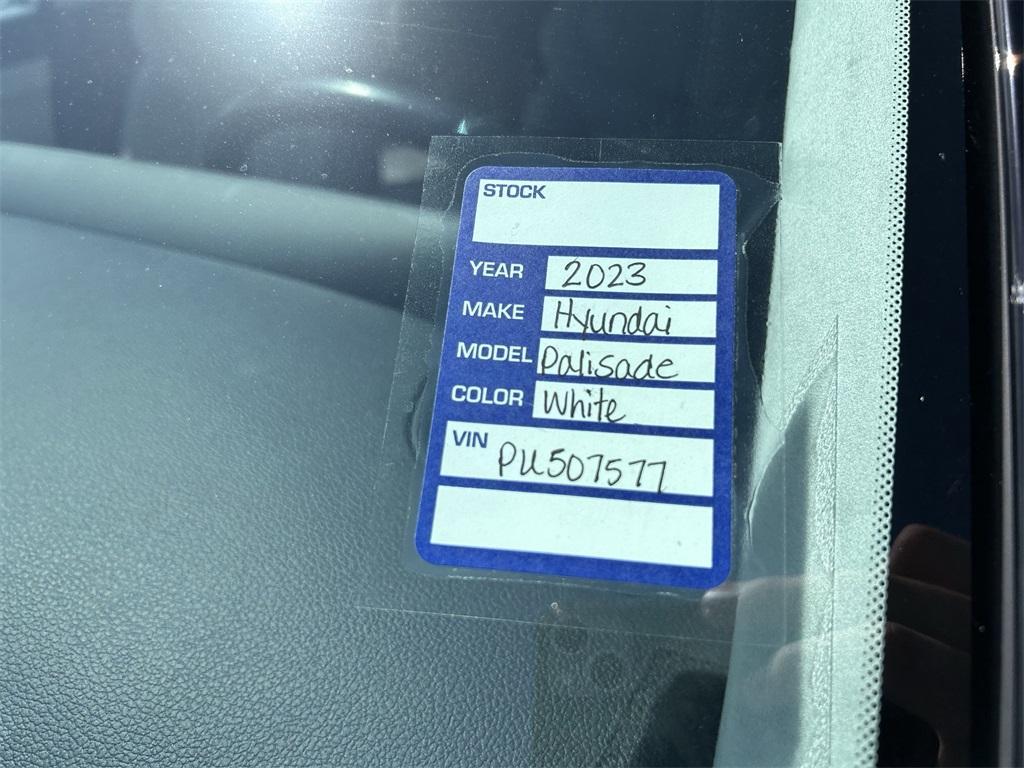 STOCK
YEAR 2023
MAKE Hyundai
MODEL Palisade
COLOR White
VIN PU507577